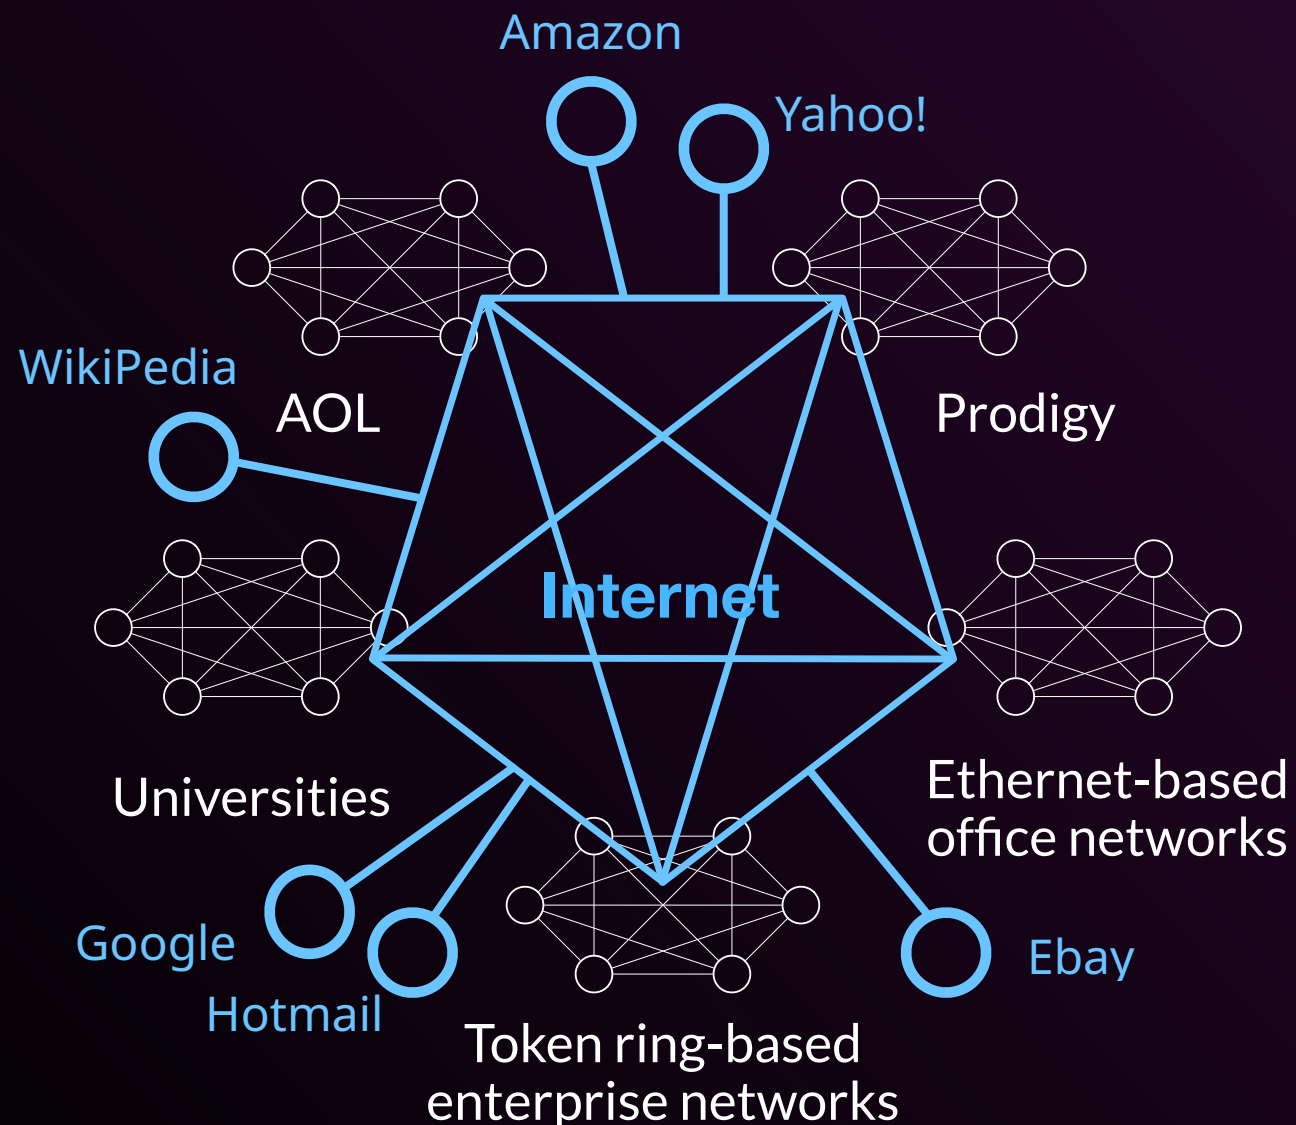 Amazon
Yahoo!
WikiPedia
AOL
Prodigy
Internet
Universities
Ethernet-based
office networks
Google
Hotmail
Ebay
Token ring-based
enterprise networks